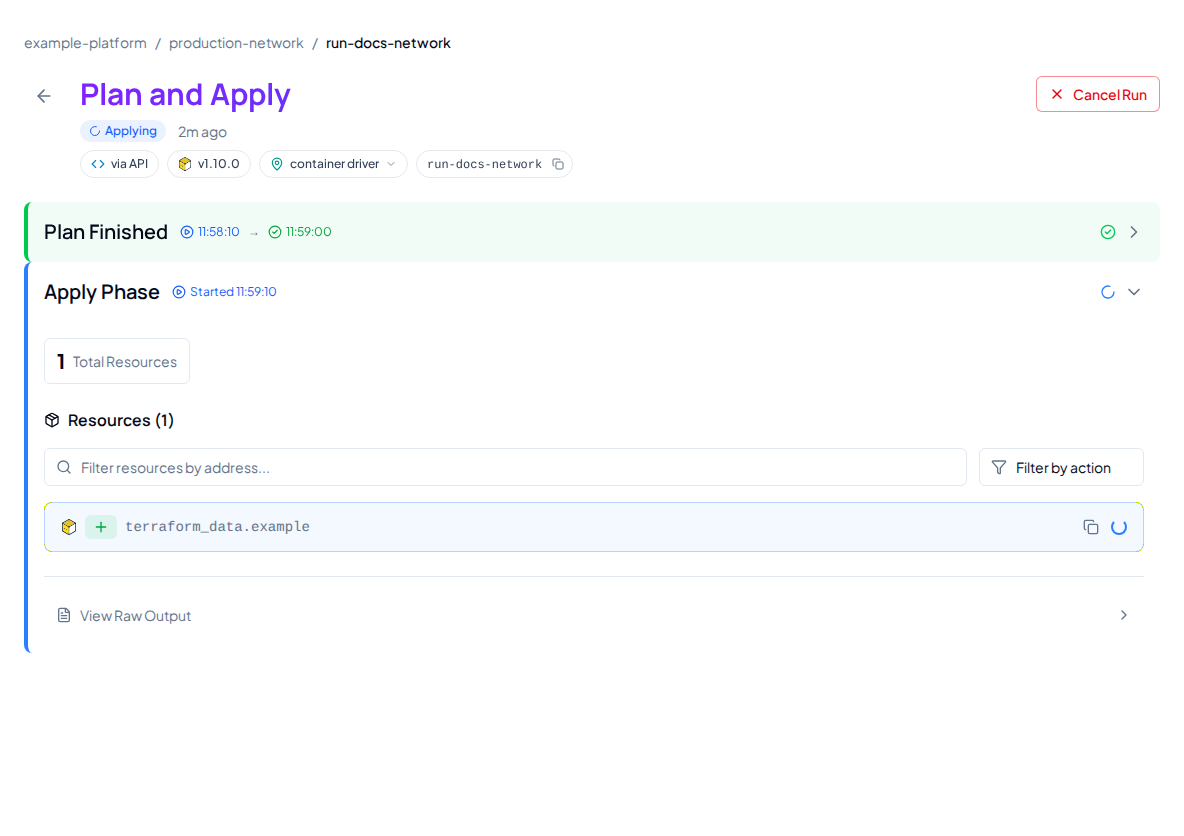 example-platform / production-network / run-docs-network
Plan and Apply
Cancel Run
Applying 2m ago
via API v1.10.0 container driver run-docs-network
Plan Finished 11:58:10 → 11:59:00
Apply Phase Started 11:59:10
1 Total Resources
Resources (1)
Filter resources by address... Filter by action
+ terraform_data.example
View Raw Output